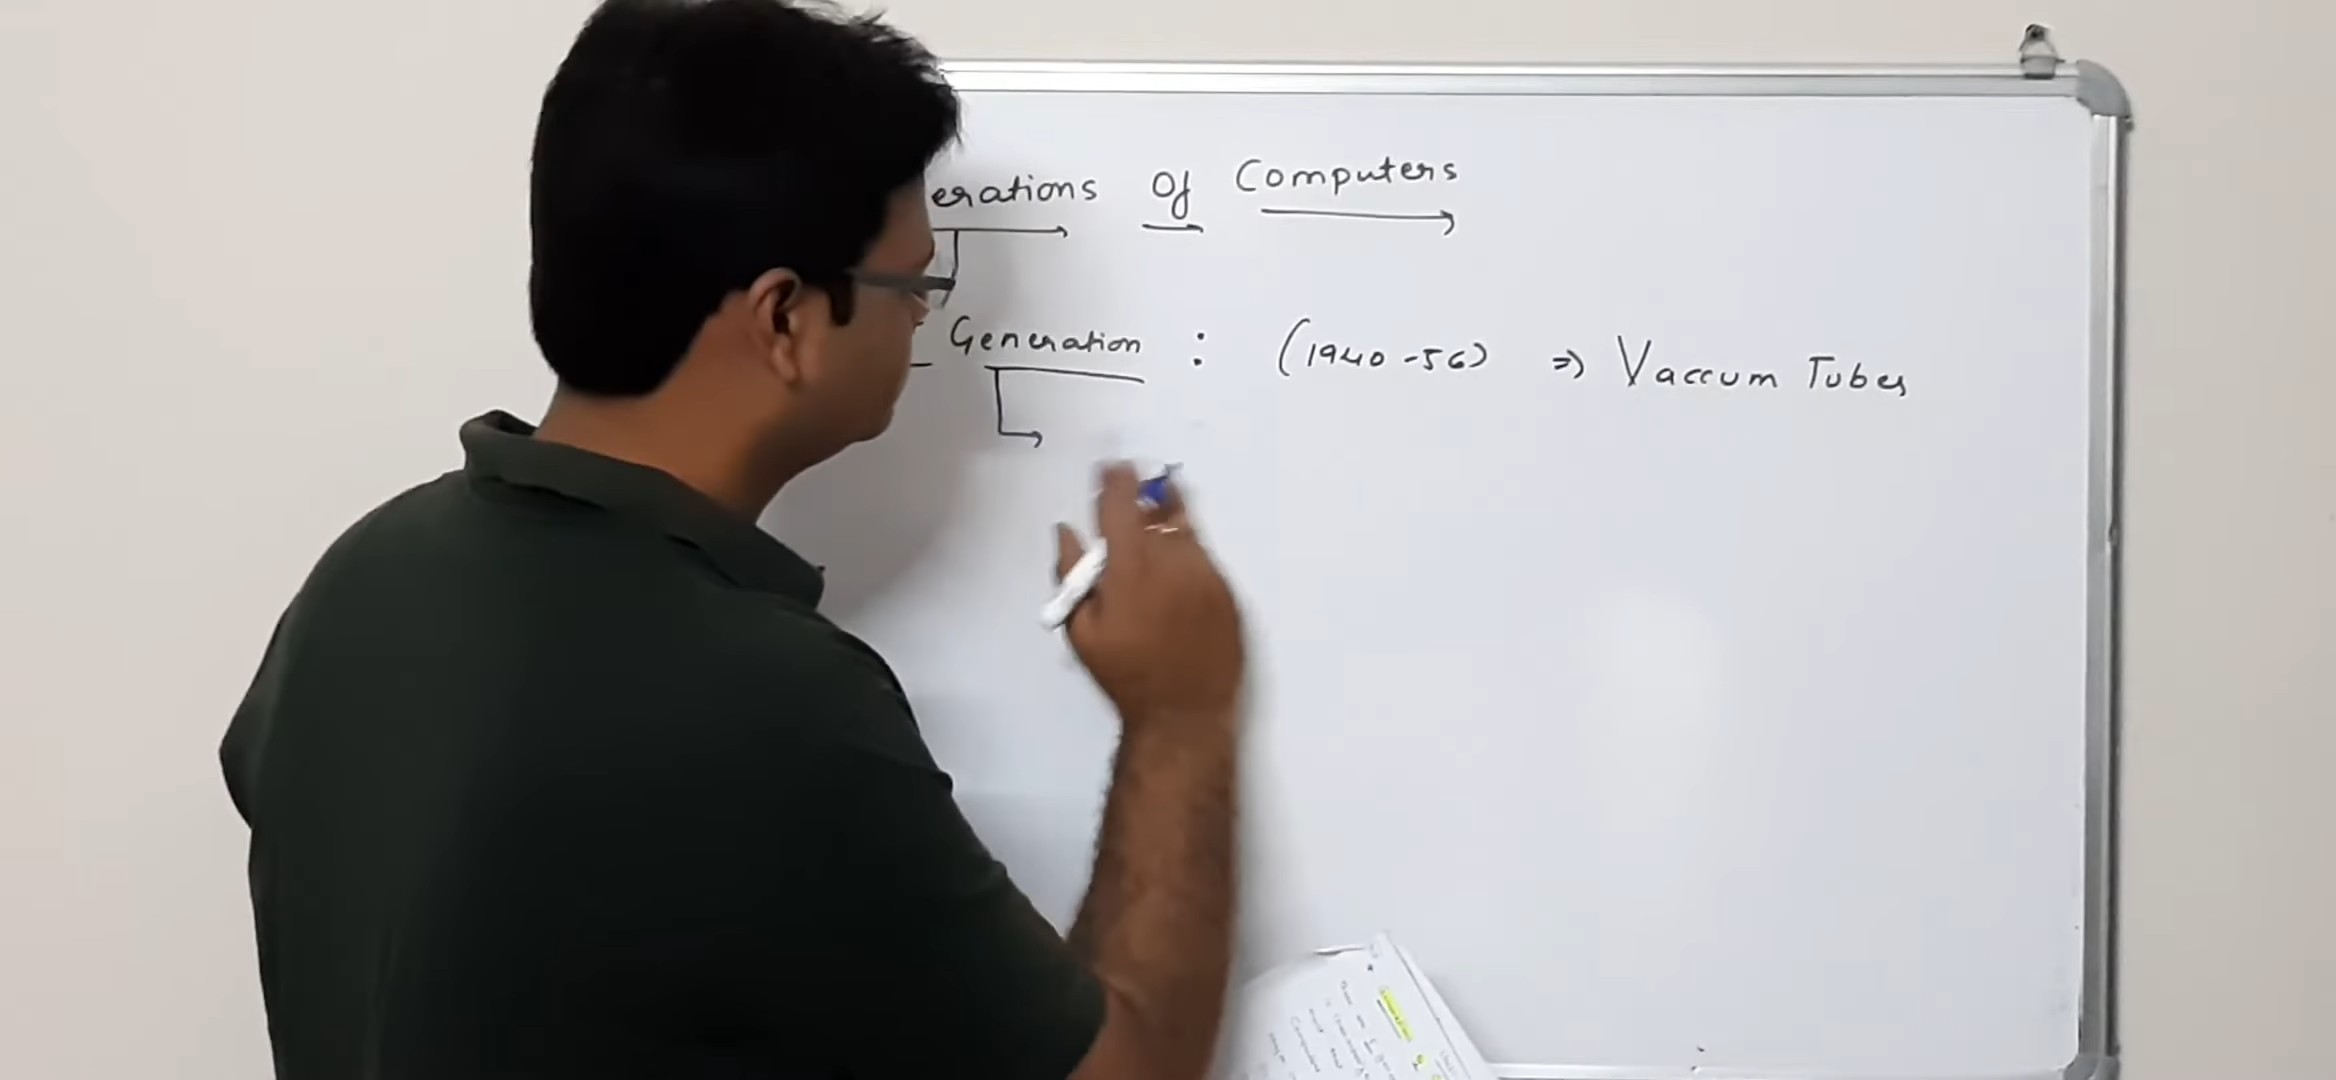 erations Of Computers
Generation : (1940-56) ⇒ Vaccum Tubes